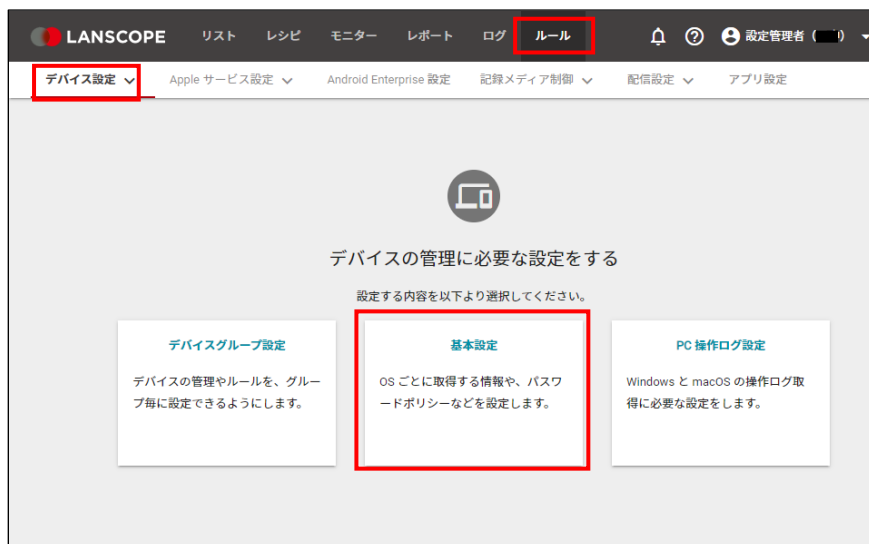 LANSCOPE リスト レシピ モニター レポート ログ ルール 設定管理者 ( )
デバイス設定 Apple サービス設定 Android Enterprise 設定 記録メディア制御 配信設定 アプリ設定
デバイスの管理に必要な設定をする
設定する内容を以下より選択してください。
デバイスグループ設定
デバイスの管理やルールを、グルー
プ毎に設定できるようにします。
基本設定
OS ごとに取得する情報や、パスワ
ードポリシーなどを設定します。
PC 操作ログ設定
Windows と macOS の操作ログ取
得に必要な設定をします。